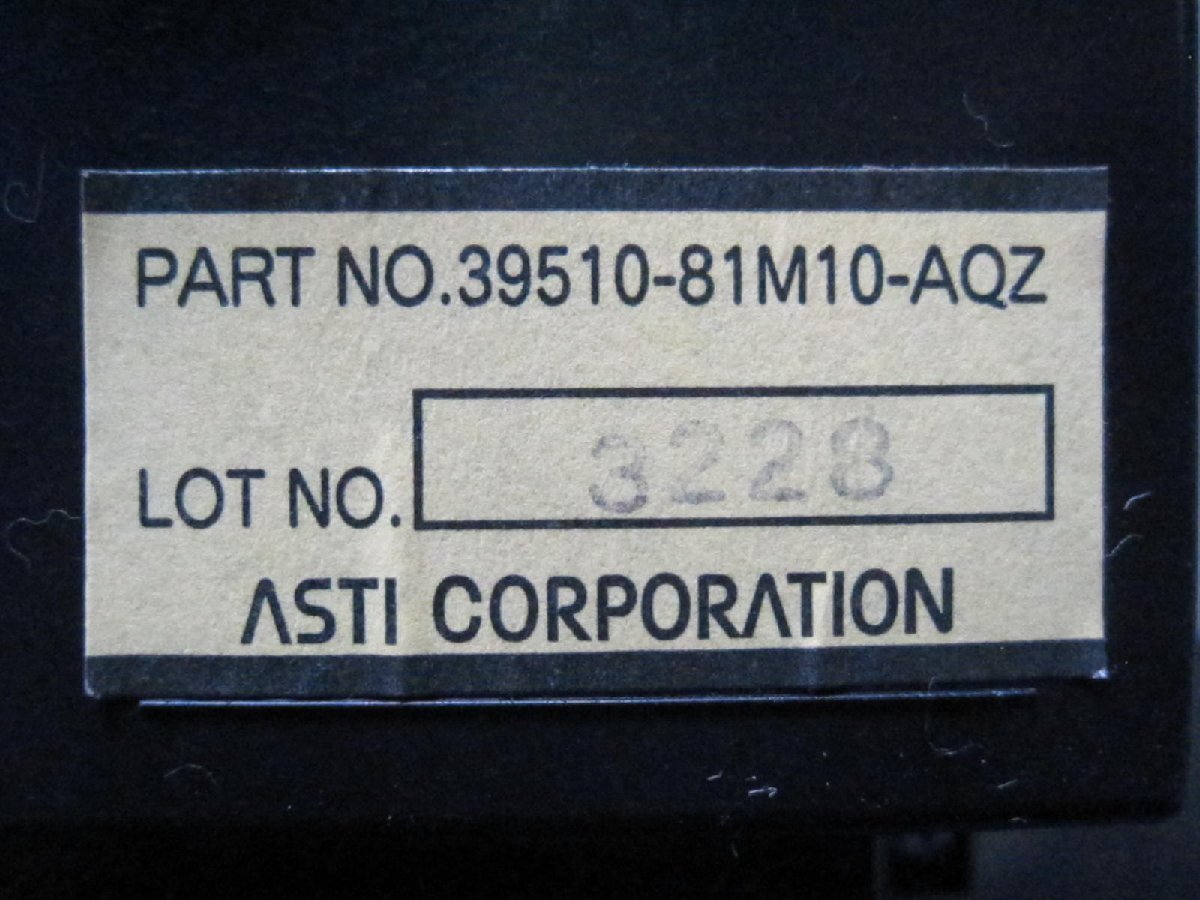 PART NO.39510-81M10-AQZ
LOT NO. 3228
ASTI CORPORATION